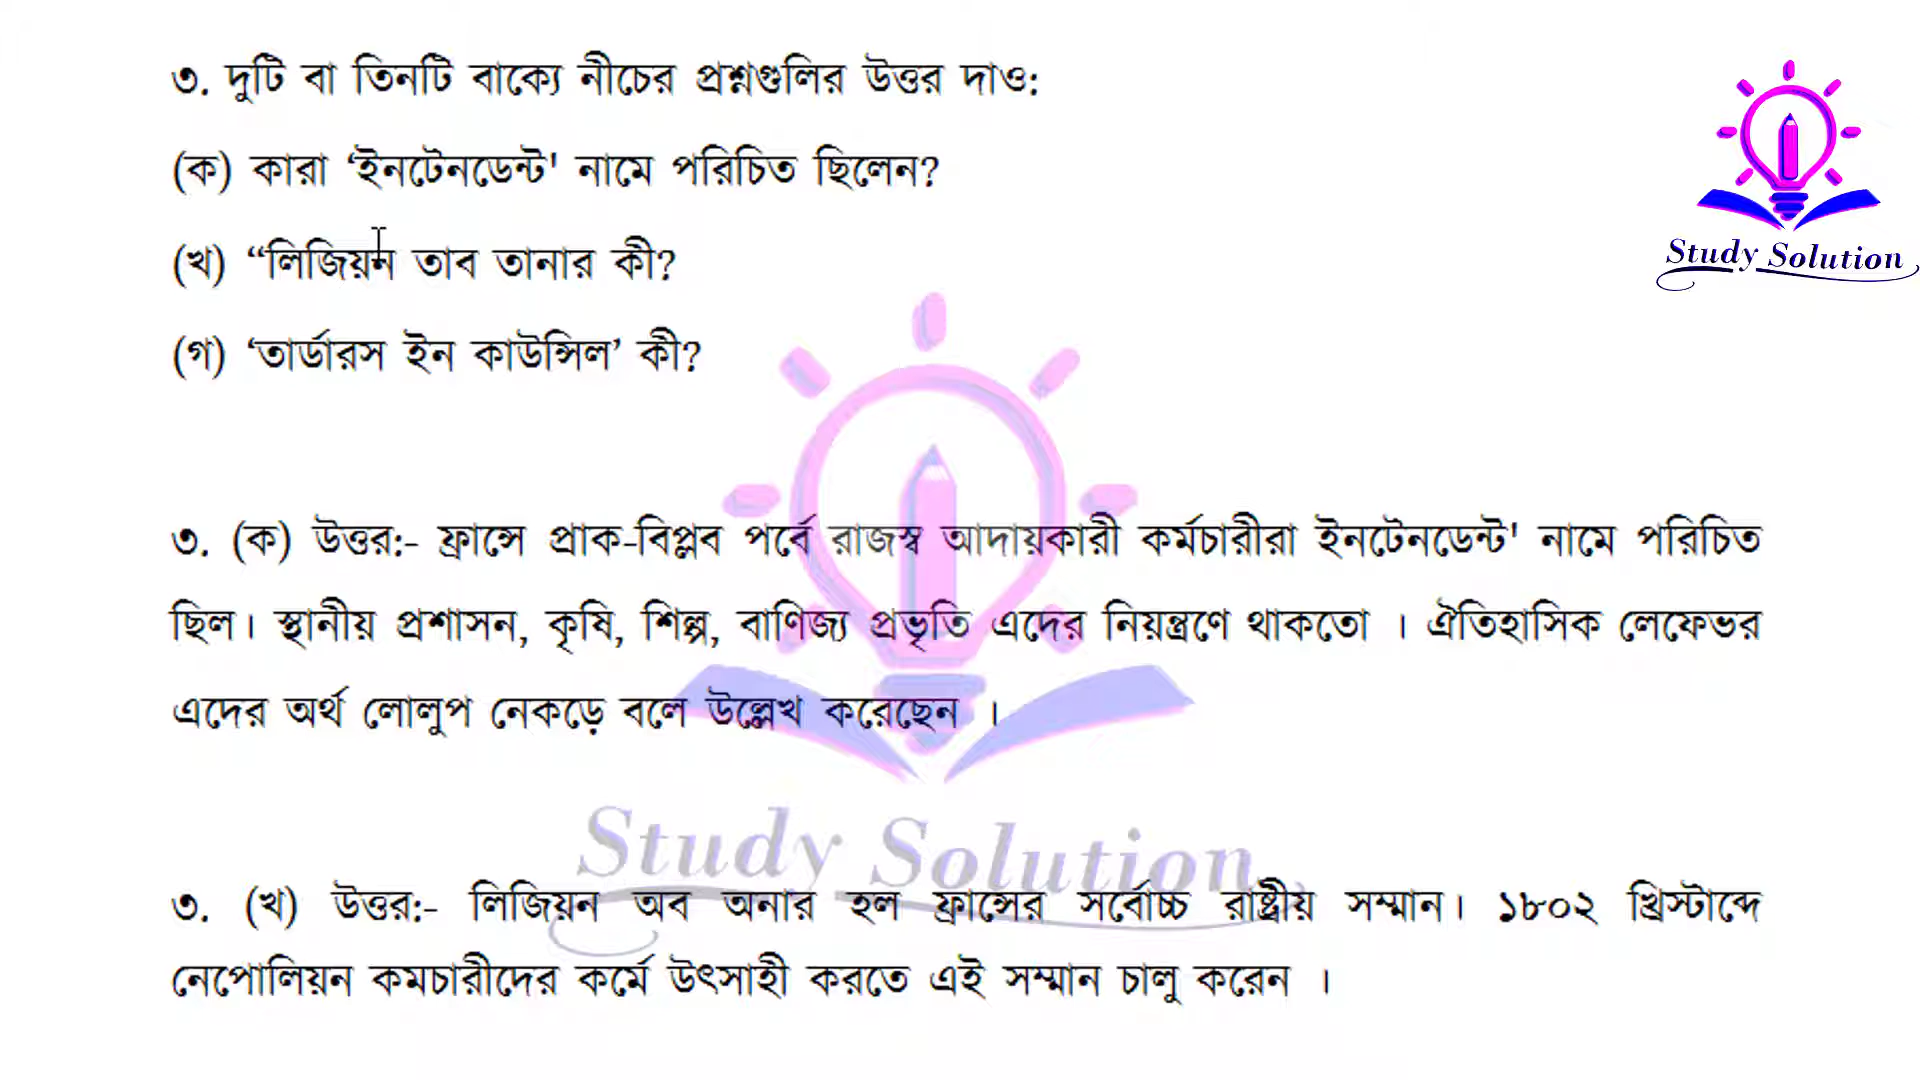 ৩. দুটি বা তিনটি বাক্যে নীচের প্রশ্নগুলির উত্তর দাও:
(ক) কারা ‘ইনটেনডেন্ট' নামে পরিচিত ছিলেন?
(খ) “লিজিয়ন তাব তানার কী?
(গ) ‘তার্ডারস ইন কাউন্সিল’ কী?
Study Solution
৩. (ক) উত্তর:- ফ্রান্সে প্রাক-বিপ্লব পর্বে রাজস্ব আদায়কারী কর্মচারীরা ইনটেনডেন্ট' নামে পরিচিত
ছিল। স্থানীয় প্রশাসন, কৃষি, শিল্প, বাণিজ্য প্রভৃতি এদের নিয়ন্ত্রণে থাকতো । ঐতিহাসিক লেফেভর
এদের অর্থ লোলুপ নেকড়ে বলে উল্লেখ করেছেন ।
Study Solution
৩. (খ) উত্তর:- লিজিয়ন অব অনার হল ফ্রান্সের সর্বোচ্চ রাষ্ট্রীয় সম্মান। ১৮০২ খ্রিস্টাব্দে
নেপোলিয়ন কমচারীদের কর্মে উৎসাহী করতে এই সম্মান চালু করেন ।